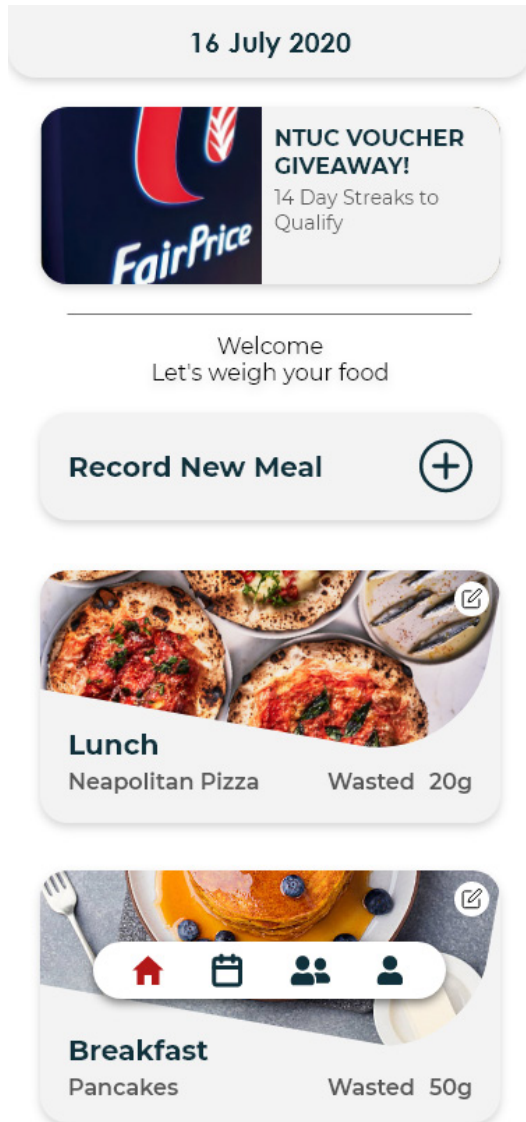 16 July 2020
NTUC VOUCHER
GIVEAWAY!
14 Day Streaks to
Qualify
FairPrice
Welcome
Let's weigh your food
Record New Meal
Lunch
Neapolitan Pizza Wasted 20g
Breakfast
Pancakes Wasted 50g